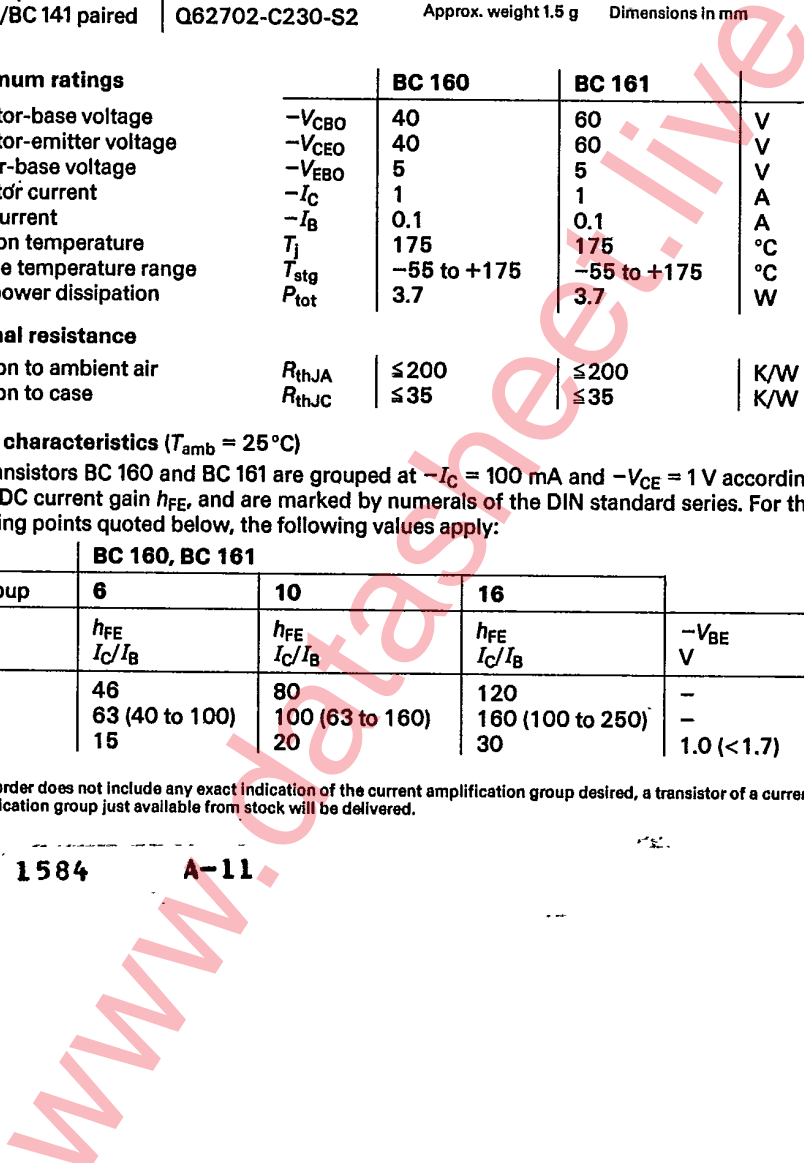 /BC 141 paired Q62702-C230-S2 Approx. weight 1.5 g Dimensions in mm
num ratings BC 160 BC 161
tor-base voltage −VCBO 40 60 V
tor-emitter voltage −VCEO 40 60 V
r-base voltage −VEBO 5 5 V
tor current −IC 1 1 A
urrent −IB 0.1 0.1 A
on temperature Tj 175 175 °C
e temperature range Tstg −55 to +175 −55 to +175 °C
power dissipation Ptot 3.7 3.7 W
nal resistance
on to ambient air RthJA ≦200 ≦200 K/W
on to case RthJC ≦35 ≦35 K/W
characteristics (Tamb = 25 °C)
ansistors BC 160 and BC 161 are grouped at −IC = 100 mA and −VCE = 1 V accordin
DC current gain hFE, and are marked by numerals of the DIN standard series. For th
ing points quoted below, the following values apply:
BC 160, BC 161
oup 6 10 16
hFE hFE hFE −VBE
IC/IB IC/IB IC/IB V
46 80 120 –
63 (40 to 100) 100 (63 to 160) 160 (100 to 250) –
15 20 30 1.0 (<1.7)
order does not include any exact indication of the current amplification group desired, a transistor of a curre
ication group just available from stock will be delivered.
1584 A-11
www.datasheet.live